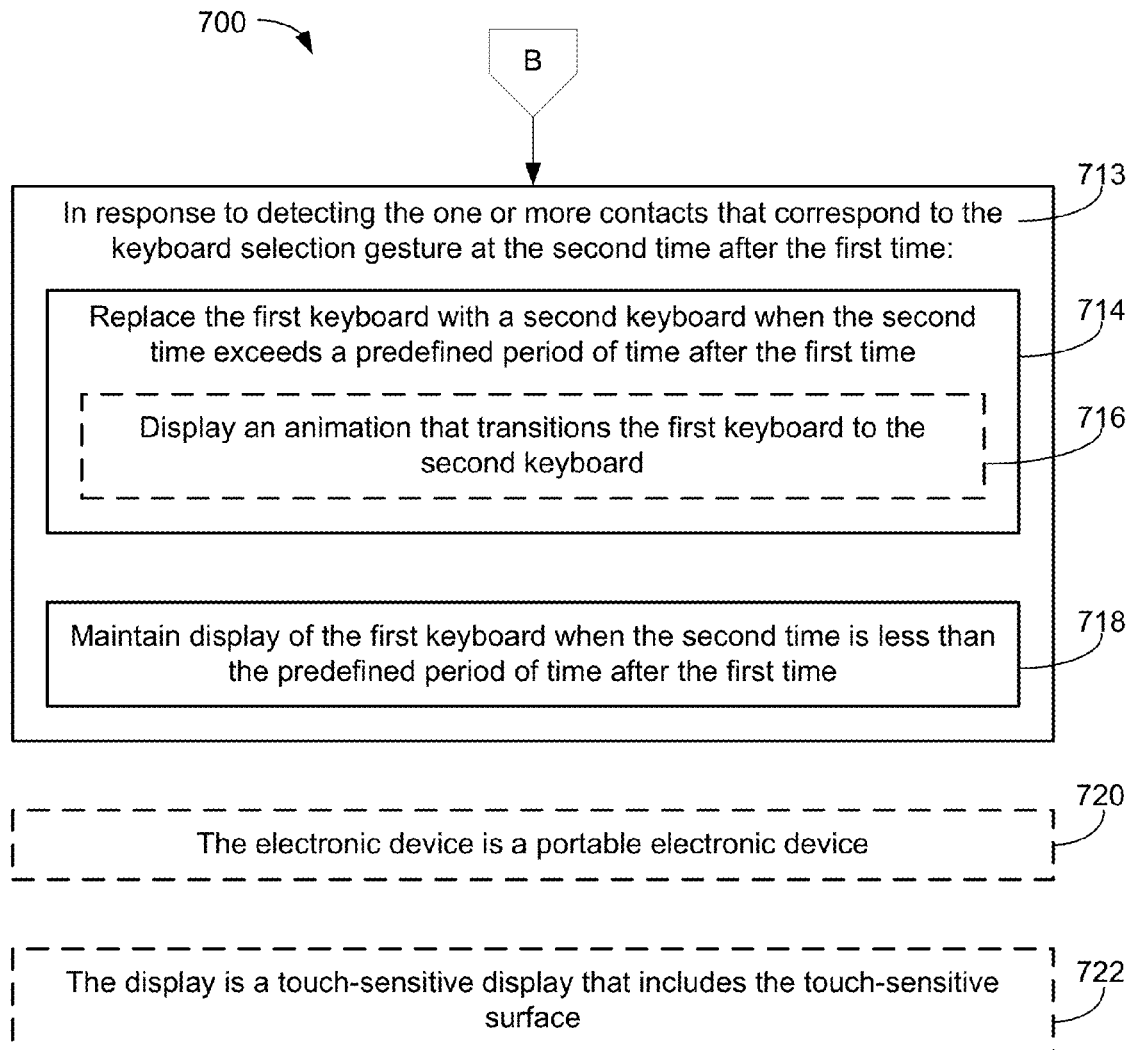 700
B
713
In response to detecting the one or more contacts that correspond to the
keyboard selection gesture at the second time after the first time:
714
Replace the first keyboard with a second keyboard when the second
time exceeds a predefined period of time after the first time
716
Display an animation that transitions the first keyboard to the
second keyboard
718
Maintain display of the first keyboard when the second time is less than
the predefined period of time after the first time
720
The electronic device is a portable electronic device
722
The display is a touch-sensitive display that includes the touch-sensitive
surface